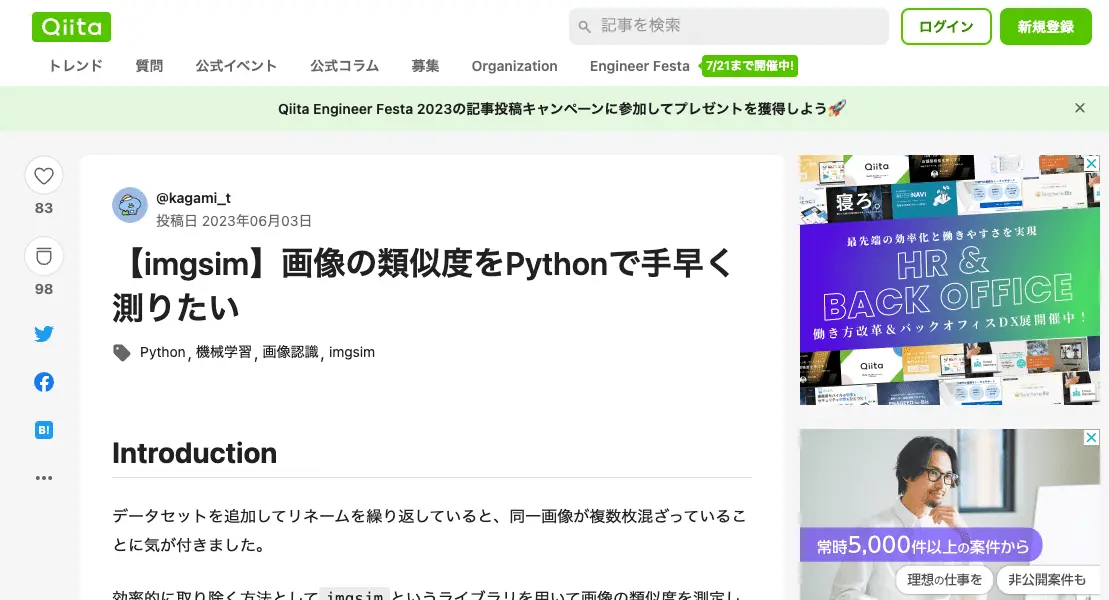 Qiita
記事を検索
ログイン
新規登録
トレンド 質問 公式イベント 公式コラム 募集 Organization Engineer Festa 7/21まで開催中!
Qiita Engineer Festa 2023の記事投稿キャンペーンに参加してプレゼントを獲得しよう🚀
83
98
B!
@kagami_t
投稿日 2023年06月03日
【imgsim】画像の類似度をPythonで手早く
測りたい
Python, 機械学習, 画像認識, imgsim
Introduction
データセットを追加してリネームを繰り返していると、同一画像が複数枚混ざっているこ
とに気が付きました。
効率的に取り除く方法として imgsim というライブラリを用いて画像の類似度を測定し
Qiita
寝ろ。
NAVI
最先端の効率化と働きやすさを実現
HR &
BACK OFFICE
働き方改革&バックオフィスDX展開催中!
Qiita
常時5,000件以上の案件から
理想の仕事を
非公開案件も